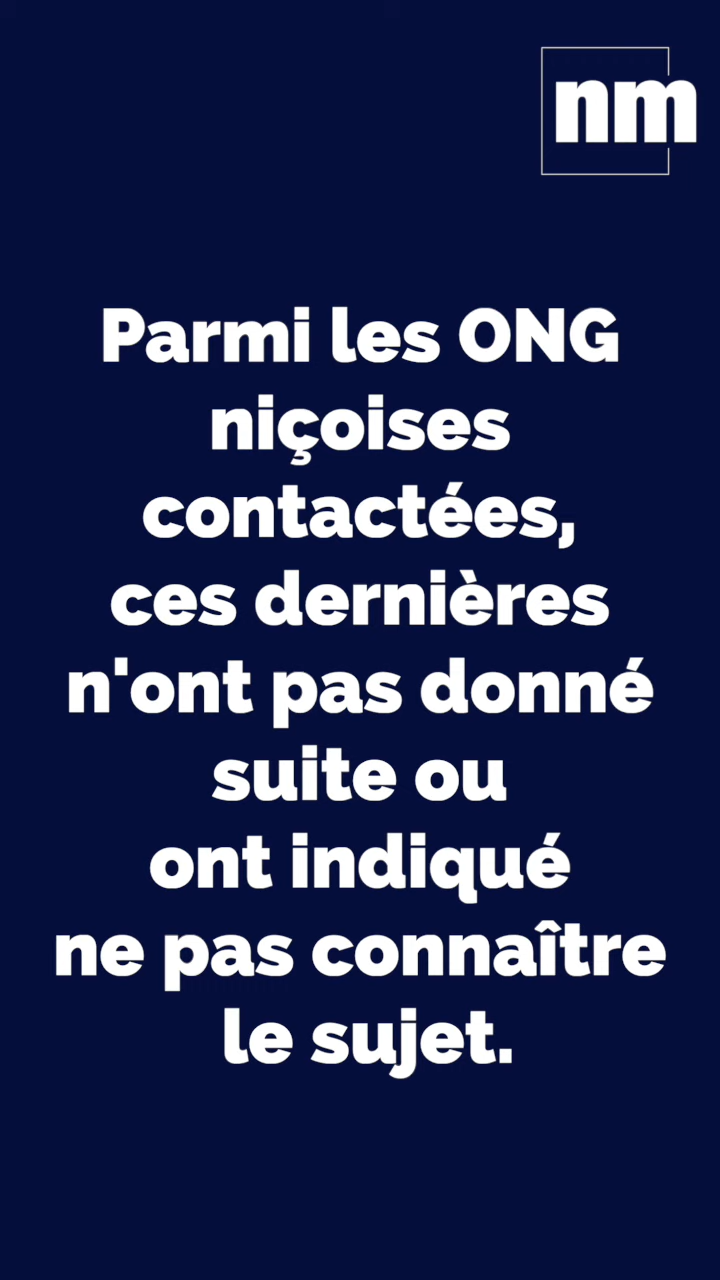 nm
Parmi les ONG
niçoises
contactées,
ces dernières
n'ont pas donné
suite ou
ont indiqué
ne pas connaître
le sujet.